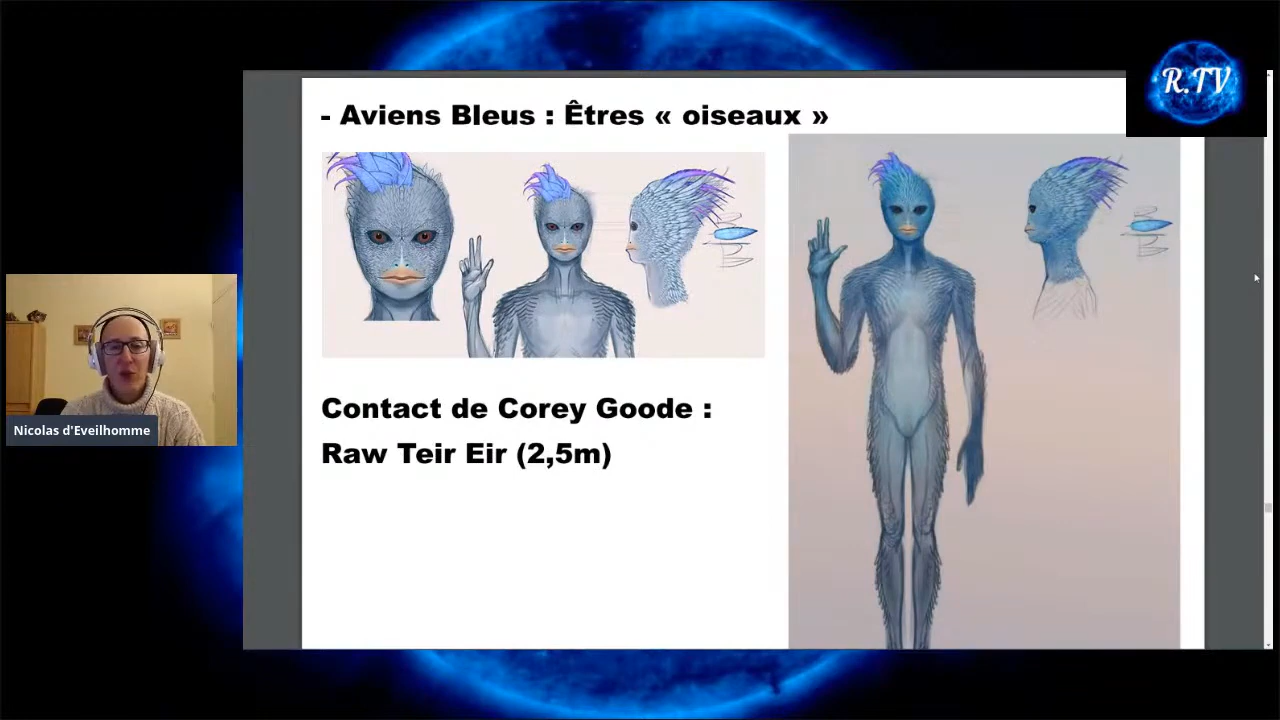 R.TV
- Aviens Bleus : Êtres « oiseaux »
Contact de Corey Goode :
Raw Teir Eir (2,5m)
Nicolas d'Eveilhomme